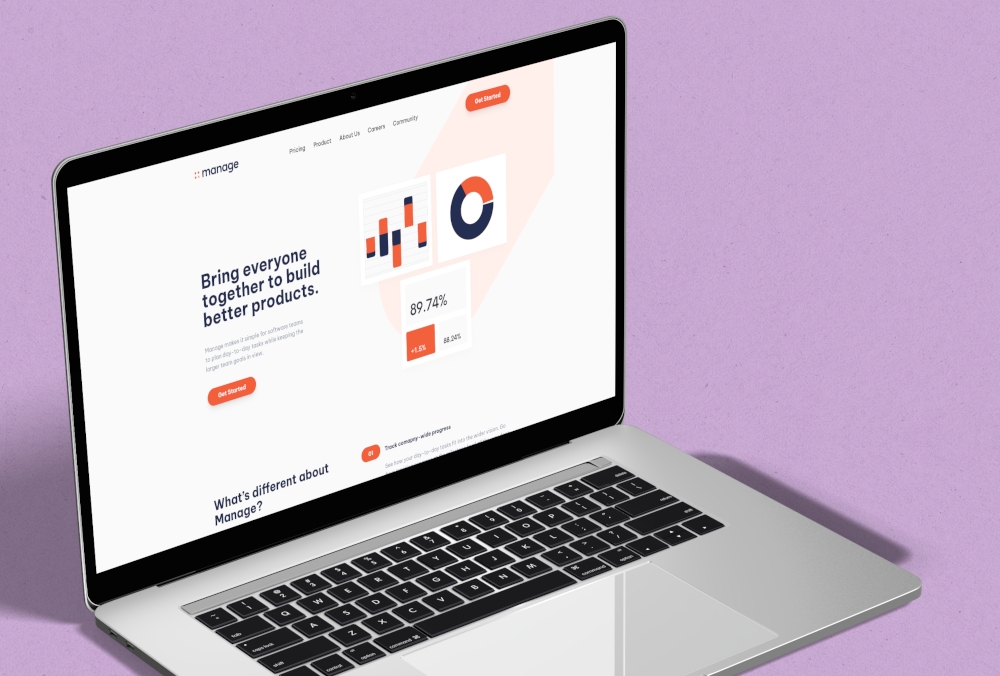 manage
Pricing Product About Us Careers Community
Get Started
Bring everyone
together to build
better products.
Manage makes it simple for software teams
to plan day-to-day tasks while keeping the
larger team goals in view.
Get Started
89.74%
+1.5%
88.24%
What's different about
Manage?
01
Track company-wide progress
See how your day-to-day tasks fit into the wider vision. Go
delete
tab Q W E R T Y U I O P
caps lock A S D F G H J K L
shift Z X C V B N M
control option command command option